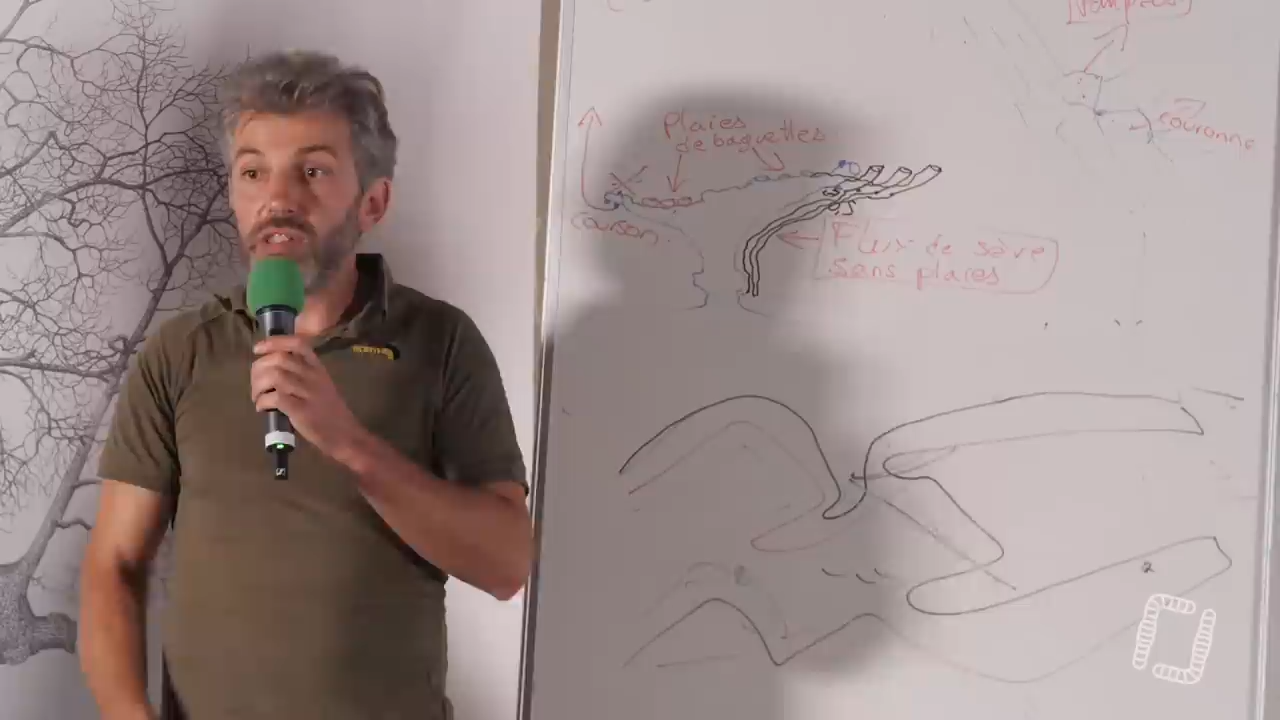 couronne
plaies
de baguettes
courson
Flux de sève
sans plaies